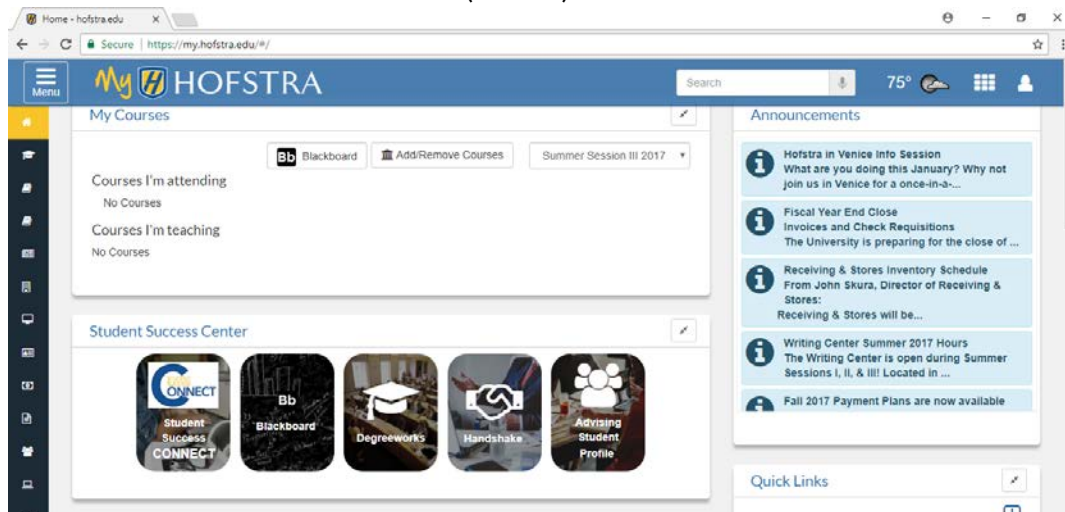 Home - hofstra.edu
Secure | https://my.hofstra.edu/#/
Menu
My HOFSTRA
Search
75°
My Courses
Bb Blackboard
Add/Remove Courses
Summer Session III 2017
Courses I'm attending
No Courses
Courses I'm teaching
No Courses
Student Success Center
CONNECT
Student
Success
CONNECT
Bb
Blackboard
Degreeworks
Handshake
Advising
Student
Profile
Announcements
Hofstra in Venice Info Session
What are you doing this January? Why not
join us in Venice for a once-in-a-...
Fiscal Year End Close
Invoices and Check Requisitions
The University is preparing for the close of ...
Receiving & Stores Inventory Schedule
From John Skura, Director of Receiving &
Stores:
Receiving & Stores will be...
Writing Center Summer 2017 Hours
The Writing Center is open during Summer
Sessions I, II, & III! Located in ...
Fall 2017 Payment Plans are now available
Quick Links